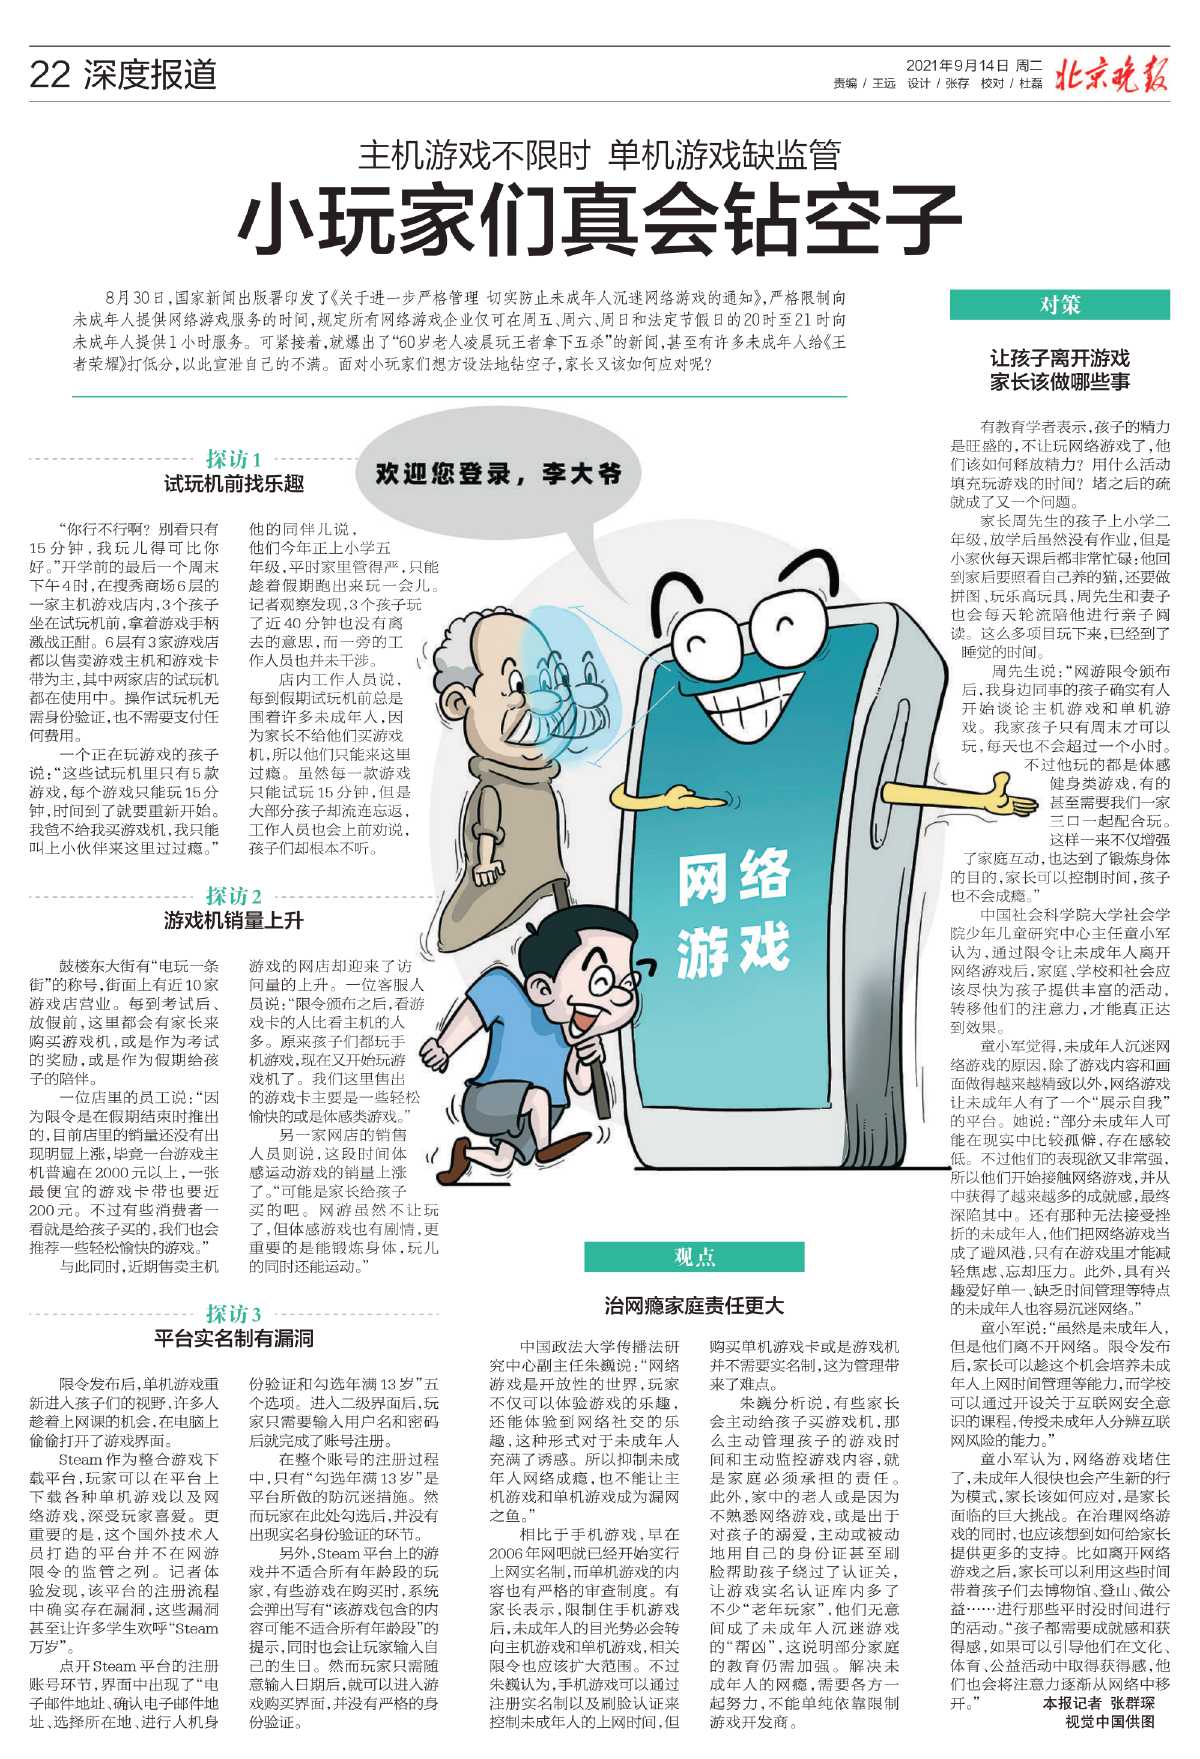 22 深度报道
2021年9月14日 周二
责编 / 王远 设计 / 张存 校对 / 杜磊
北京晚报
主机游戏不限时 单机游戏缺监管
小玩家们真会钻空子
8月30日,国家新闻出版署印发了《关于进一步严格管理 切实防止未成年人沉迷网络游戏的通知》,严格限制向
未成年人提供网络游戏服务的时间,规定所有网络游戏企业仅可在周五、周六、周日和法定节假日的20时至21时向
未成年人提供1小时服务。可紧接着,就爆出了“60岁老人凌晨玩王者拿下五杀”的新闻,甚至有许多未成年人给《王
者荣耀》打低分,以此宣泄自己的不满。面对小玩家们想方设法地钻空子,家长又该如何应对呢?
探访1
试玩机前找乐趣
“你行不行啊?别看只有
15分钟,我玩儿得可比你
好。”开学前的最后一个周末
下午4时,在搜秀商场6层的
一家主机游戏店内,3个孩子
坐在试玩机前,拿着游戏手柄
激战正酣。6层有3家游戏店
都以售卖游戏主机和游戏卡
带为主,其中两家店的试玩机
都在使用中。操作试玩机无
需身份验证,也不需要支付任
何费用。
一个正在玩游戏的孩子
说:“这些试玩机里只有5款
游戏,每个游戏只能玩15分
钟,时间到了就要重新开始。
我爸不给我买游戏机,我只能
叫上小伙伴来这里过过瘾。”
他的同伴儿说,
他们今年正上小学五
年级,平时家里管得严,只能
趁着假期跑出来玩一会儿。
记者观察发现,3个孩子玩
了近40分钟也没有离
去的意思,而一旁的工
作人员也并未干涉。
店内工作人员说,
每到假期试玩机前总是
围着许多未成年人,因
为家长不给他们买游戏
机,所以他们只能来这里
过瘾。虽然每一款游戏
只能试玩15分钟,但是
大部分孩子却流连忘返,
工作人员也会上前劝说,
孩子们却根本不听。
探访2
游戏机销量上升
鼓楼东大街有“电玩一条
街”的称号,街面上有近10家
游戏店营业。每到考试后、
放假前,这里都会有家长来
购买游戏机,或是作为考试
的奖励,或是作为假期给孩
子的陪伴。
一位店里的员工说:“因
为限令是在假期结束时推出
的,目前店里的销量还没有出
现明显上涨,毕竟一台游戏主
机普遍在2000元以上,一张
最便宜的游戏卡带也要近
200元。不过有些消费者一
看就是给孩子买的,我们也会
推荐一些轻松愉快的游戏。”
与此同时,近期售卖主机
游戏的网店却迎来了访
问量的上升。一位客服人
员说:“限令颁布之后,看游
戏卡的人比看主机的人
多。原来孩子们都玩手
机游戏,现在又开始玩游
戏机了。我们这里售出
的游戏卡主要是一些轻松
愉快的或是体感类游戏。”
另一家网店的销售
人员则说,这段时间体
感运动游戏的销量上涨
了。“可能是家长给孩子
买的吧。网游虽然不让玩
了,但体感游戏也有剧情,更
重要的是能锻炼身体,玩儿
的同时还能运动。”
探访3
平台实名制有漏洞
限令发布后,单机游戏重
新进入孩子们的视野,许多人
趁着上网课的机会,在电脑上
偷偷打开了游戏界面。
Steam作为整合游戏下
载平台,玩家可以在平台上
下载各种单机游戏以及网
络游戏,深受玩家喜爱。更
重要的是,这个国外技术人
员打造的平台并不在网游
限令的监管之列。记者体
验发现,该平台的注册流程
中确实存在漏洞,这些漏洞
甚至让许多学生欢呼“Steam
万岁”。
点开Steam平台的注册
账号环节,界面中出现了“电
子邮件地址、确认电子邮件地
址、选择所在地、进行人机身
份验证和勾选年满13岁”五
个选项。进入二级界面后,玩
家只需要输入用户名和密码
后就完成了账号注册。
在整个账号的注册过程
中,只有“勾选年满13岁”是
平台所做的防沉迷措施。然
而玩家在此处勾选后,并没有
出现实名身份验证的环节。
另外,Steam平台上的游
戏并不适合所有年龄段的玩
家,有些游戏在购买时,系统
会弹出写有“该游戏包含的内
容可能不适合所有年龄段”的
提示,同时也会让玩家输入自
己的生日。然而玩家只需随
意输入日期后,就可以进入游
戏购买界面,并没有严格的身
份验证。
欢迎您登录，李大爷
网络
游戏
观点
治网瘾家庭责任更大
中国政法大学传播法研
究中心副主任朱巍说:“网络
游戏是开放性的世界,玩家
不仅可以体验游戏的乐趣,
还能体验到网络社交的乐
趣,这种形式对于未成年人
充满了诱惑。所以抑制未成
年人网络成瘾,也不能让主
机游戏和单机游戏成为漏网
之鱼。”
相比于手机游戏,早在
2006年网吧就已经开始实行
上网实名制,而单机游戏的内
容也有严格的审查制度。有
家长表示,限制住手机游戏
后,未成年人的目光势必会转
向主机游戏和单机游戏,相关
限令也应该扩大范围。不过
朱巍认为,手机游戏可以通过
注册实名制以及刷脸认证来
控制未成年人的上网时间,但
购买单机游戏卡或是游戏机
并不需要实名制,这为管理带
来了难点。
朱巍分析说,有些家长
会主动给孩子买游戏机,那
么主动管理孩子的游戏时
间和主动监控游戏内容,就
是家庭必须承担的责任。
此外,家中的老人或是因为
不熟悉网络游戏,或是出于
对孩子的溺爱,主动或被动
地用自己的身份证甚至刷
脸帮助孩子绕过了认证关,
让游戏实名认证库内多了
不少“老年玩家”,他们无意
间成了未成年人沉迷游戏
的“帮凶”,这说明部分家庭
的教育仍需加强。解决未
成年人的网瘾,需要各方一
起努力,不能单纯依靠限制
游戏开发商。
对策
让孩子离开游戏
家长该做哪些事
有教育学者表示,孩子的精力
是旺盛的,不让玩网络游戏了,他
们该如何释放精力?用什么活动
填充玩游戏的时间?堵之后的疏
就成了又一个问题。
家长周先生的孩子上小学二
年级,放学后虽然没有作业,但是
小家伙每天课后都非常忙碌:他回
到家后要照看自己养的猫,还要做
拼图、玩乐高玩具,周先生和妻子
也会每天轮流陪他进行亲子阅
读。这么多项目玩下来,已经到了
睡觉的时间。
周先生说:“网游限令颁布
后,我身边同事的孩子确实有人
开始谈论主机游戏和单机游
戏。我家孩子只有周末才可以
玩,每天也不会超过一个小时。
不过他玩的都是体感
健身类游戏,有的
甚至需要我们一家
三口一起配合玩。
这样一来不仅增强
了家庭互动,也达到了锻炼身体
的目的,家长可以控制时间,孩子
也不会成瘾。”
中国社会科学院大学社会学
院少年儿童研究中心主任童小军
认为,通过限令让未成年人离开
网络游戏后,家庭、学校和社会应
该尽快为孩子提供丰富的活动,
转移他们的注意力,才能真正达
到效果。
童小军觉得,未成年人沉迷网
络游戏的原因,除了游戏内容和画
面做得越来越精致以外,网络游戏
让未成年人有了一个“展示自我”
的平台。她说:“部分未成年人可
能在现实中比较孤僻,存在感较
低。不过他们的表现欲又非常强,
所以他们开始接触网络游戏,并从
中获得了越来越多的成就感,最终
深陷其中。还有那种无法接受挫
折的未成年人,他们把网络游戏当
成了避风港,只有在游戏里才能减
轻焦虑、忘却压力。此外,具有兴
趣爱好单一、缺乏时间管理等特点
的未成年人也容易沉迷网络。”
童小军说:“虽然是未成年人,
但是他们离不开网络。限令发布
后,家长可以趁这个机会培养未成
年人上网时间管理等能力,而学校
可以通过开设关于互联网安全意
识的课程,传授未成年人分辨互联
网风险的能力。”
童小军认为,网络游戏堵住
了,未成年人很快也会产生新的行
为模式,家长该如何应对,是家长
面临的巨大挑战。在治理网络游
戏的同时,也应该想到如何给家长
提供更多的支持。比如离开网络
游戏之后,家长可以利用这些时间
带着孩子们去博物馆、登山、做公
益……进行那些平时没时间进行
的活动。“孩子都需要成就感和获
得感,如果可以引导他们在文化、
体育、公益活动中取得获得感,他
们也会将注意力逐渐从网络中移
开。” 本报记者 张群琛
视觉中国供图